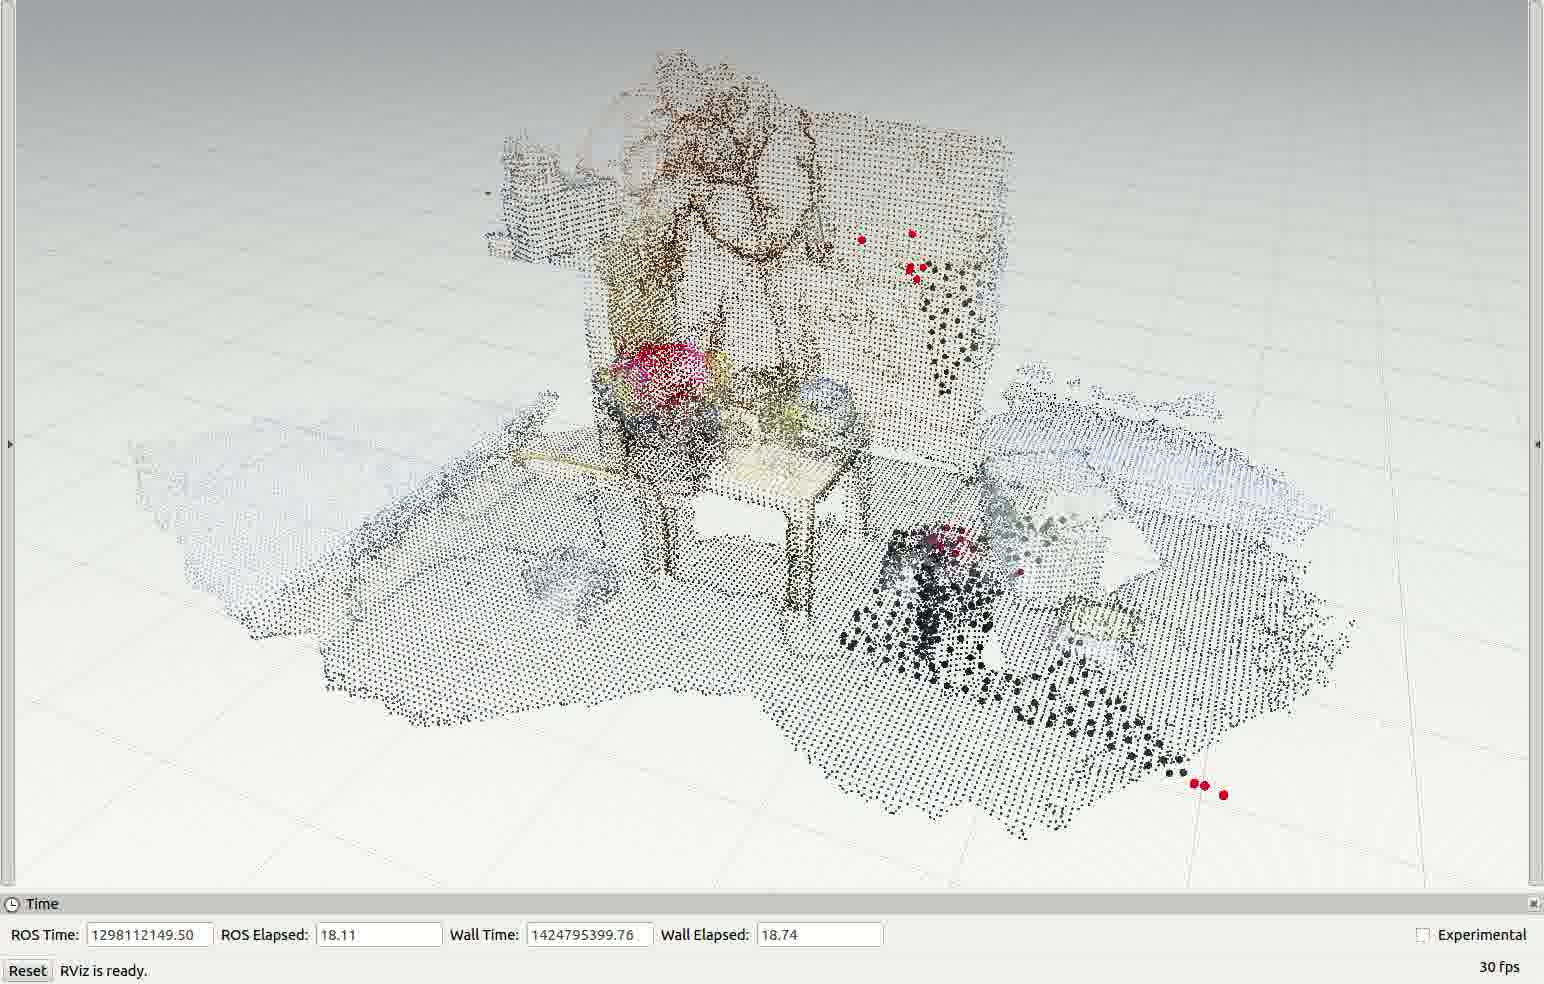 Time
ROS Time: 1298112149.50 ROS Elapsed: 18.11 Wall Time: 1424795399.76 Wall Elapsed: 18.74 Experimental
Reset RViz is ready. 30 fps